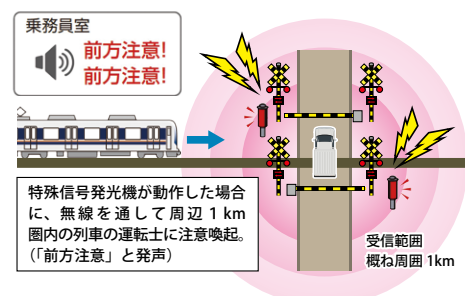 乗務員室
前方注意!
前方注意!
特殊信号発光機が動作した場合
に、無線を通して周辺 1 km
圏内の列車の運転士に注意喚起。
（「前方注意」と発声）
受信範囲
概ね周囲 1km